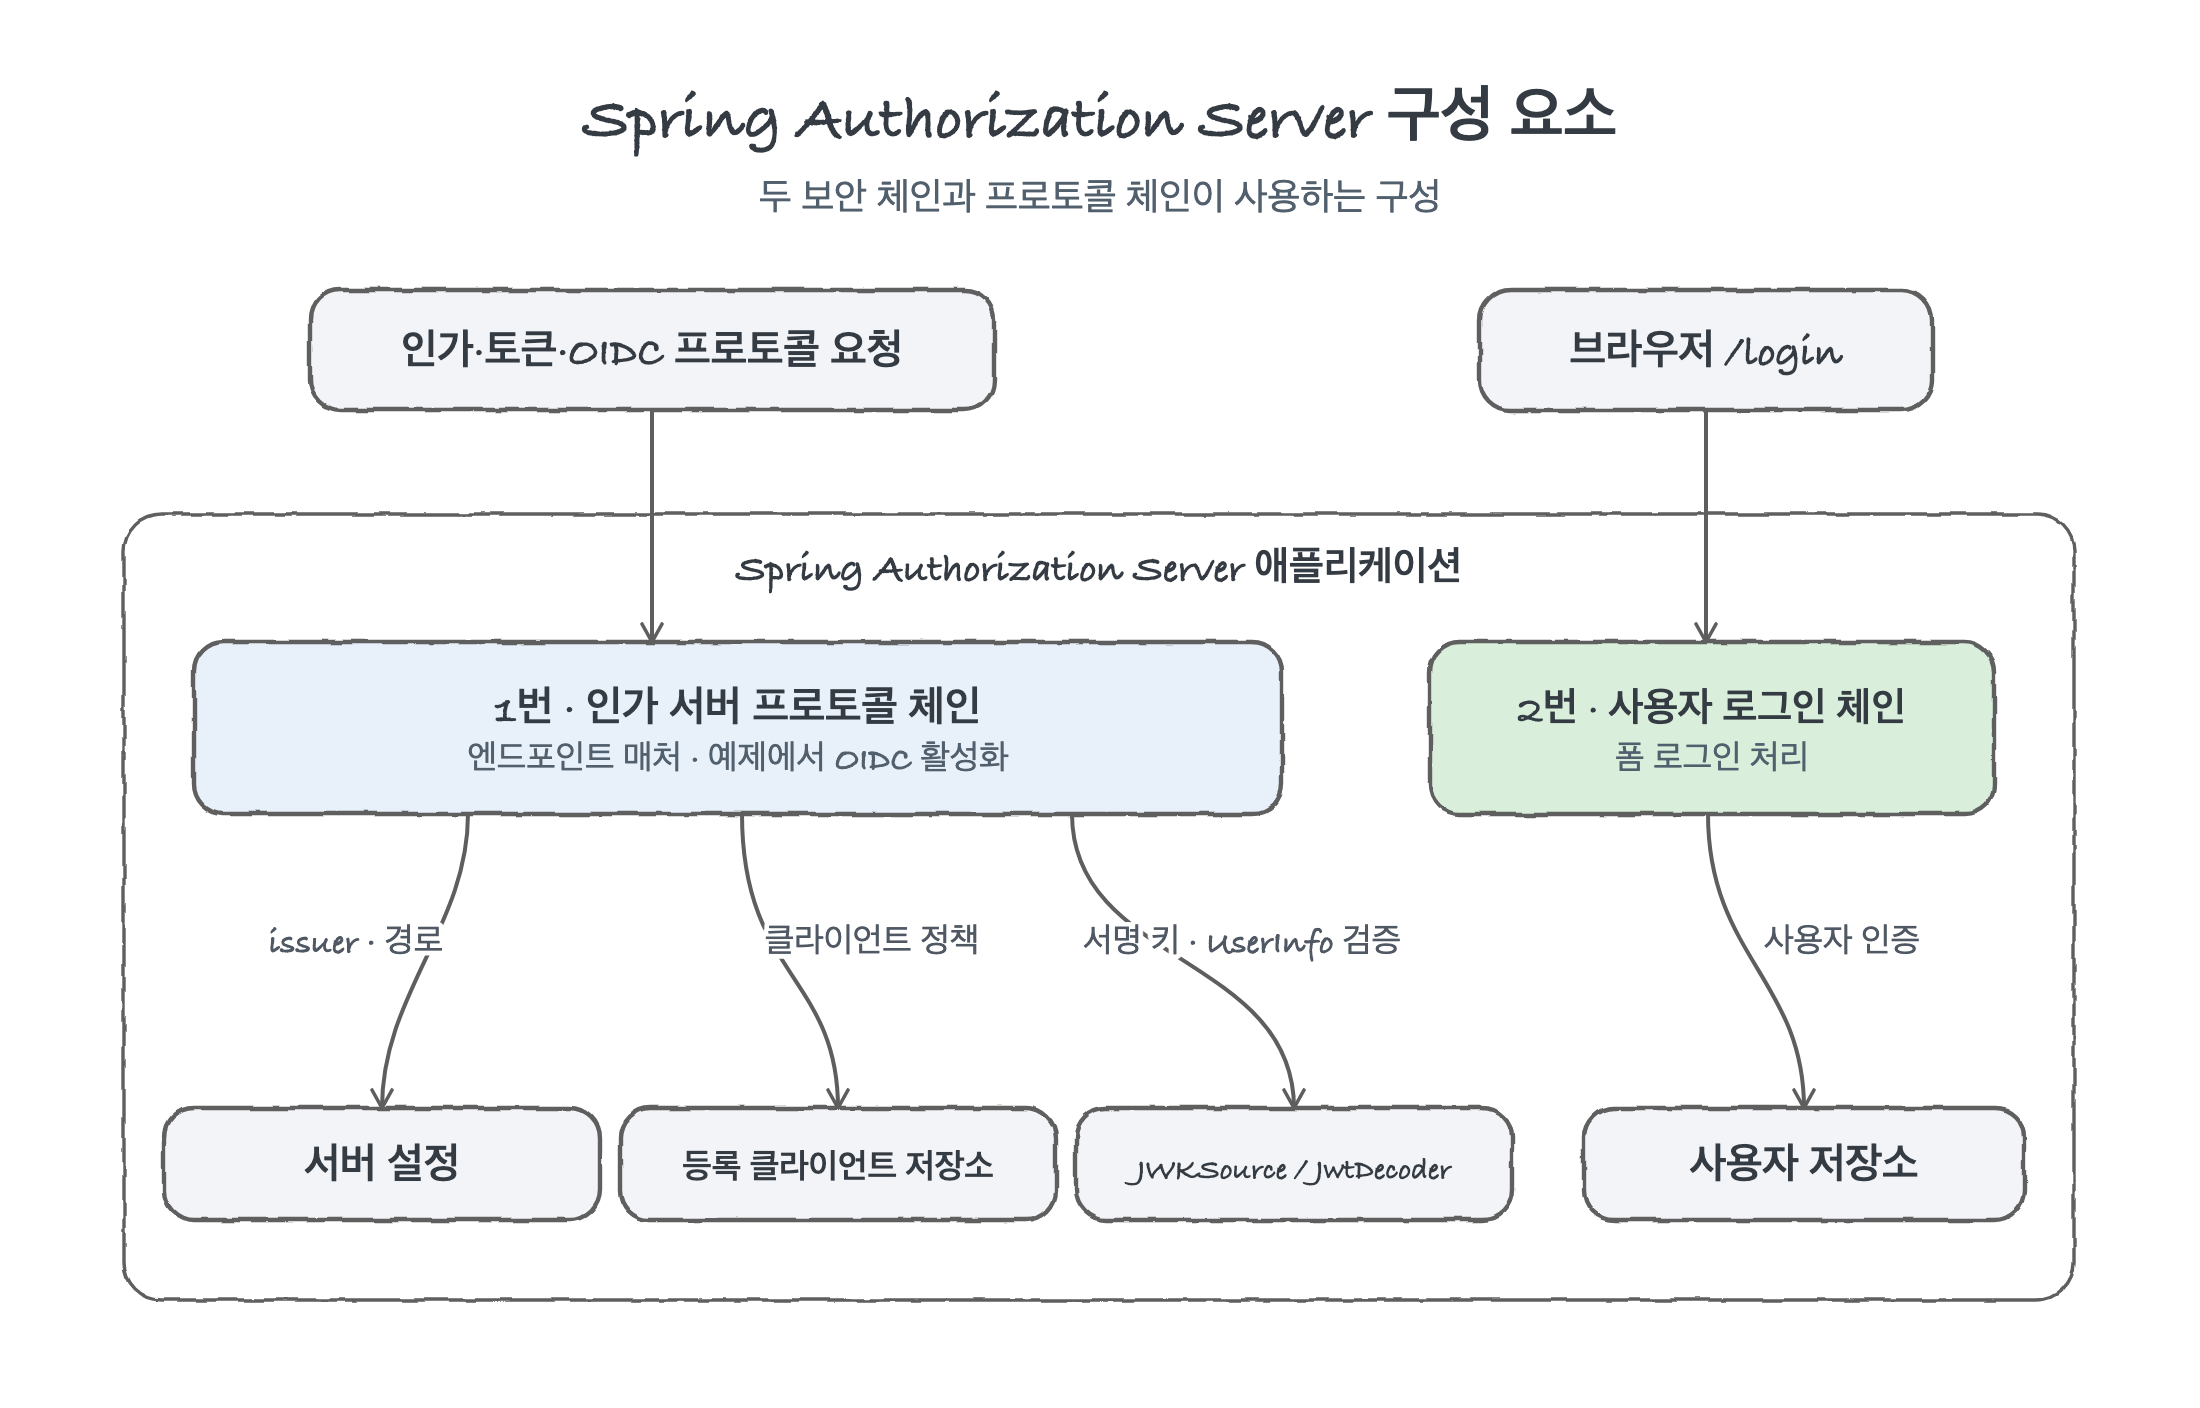 Spring Authorization Server 구성 요소
두 보안 체인과 프로토콜 체인이 사용하는 구성
인가·토큰·OIDC 프로토콜 요청
브라우저 /login
Spring Authorization Server 애플리케이션
1번 · 인가 서버 프로토콜 체인
엔드포인트 매처 · 예제에서 OIDC 활성화
2번 · 사용자 로그인 체인
폼 로그인 처리
issuer · 경로
클라이언트 정책
서명 키 · UserInfo 검증
사용자 인증
서버 설정
등록 클라이언트 저장소
JWKSource / JwtDecoder
사용자 저장소